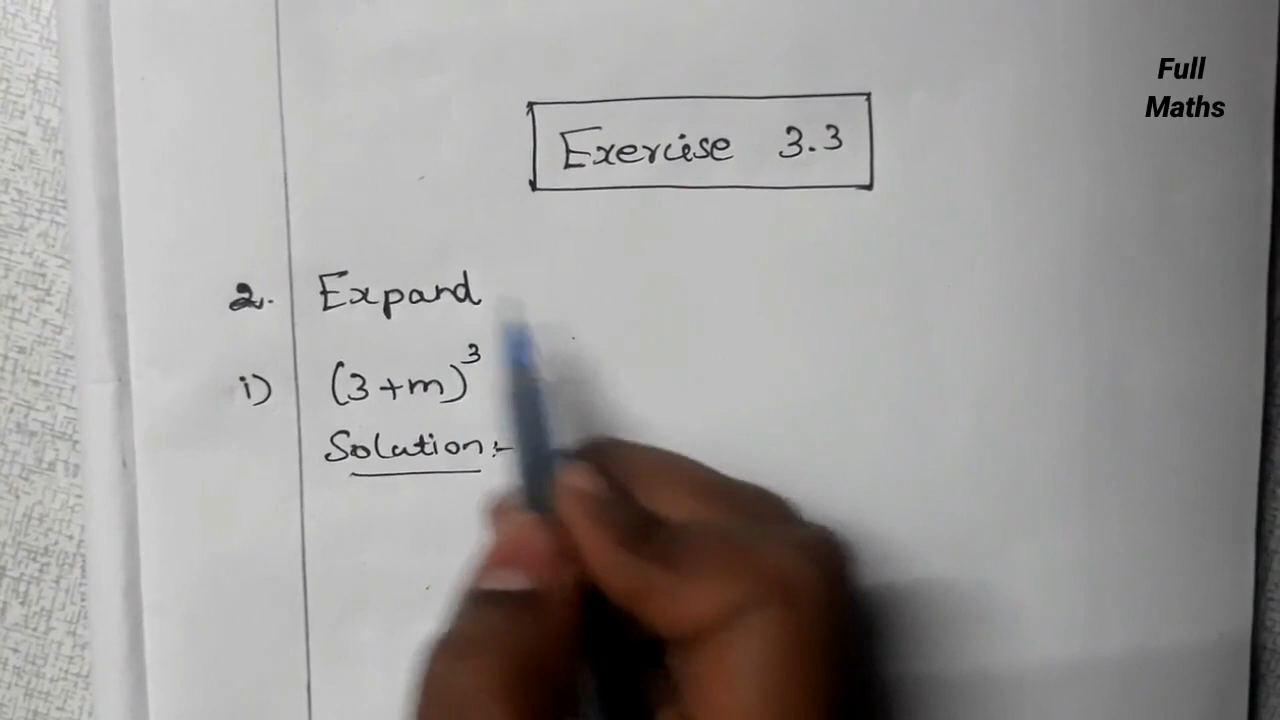 Full
Maths
Exercise 3.3
2. Expand
i) (3+m)³
Solution:-